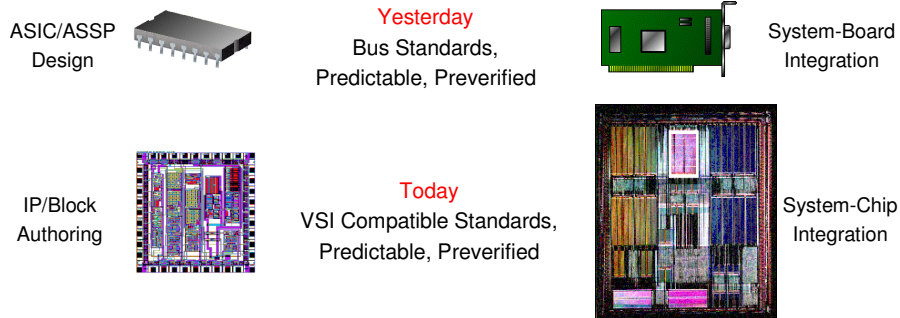 ASIC/ASSP
Design
Yesterday
Bus Standards,
Predictable, Preverified
System-Board
Integration
IP/Block
Authoring
Today
VSI Compatible Standards,
Predictable, Preverified
System-Chip
Integration